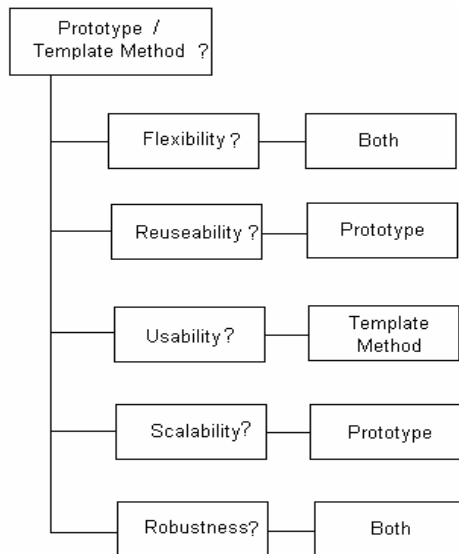 Prototype /
Template Method ?
Flexibility?
Both
Reuseability?
Prototype
Usability?
Template
Method
Scalability?
Prototype
Robustness?
Both